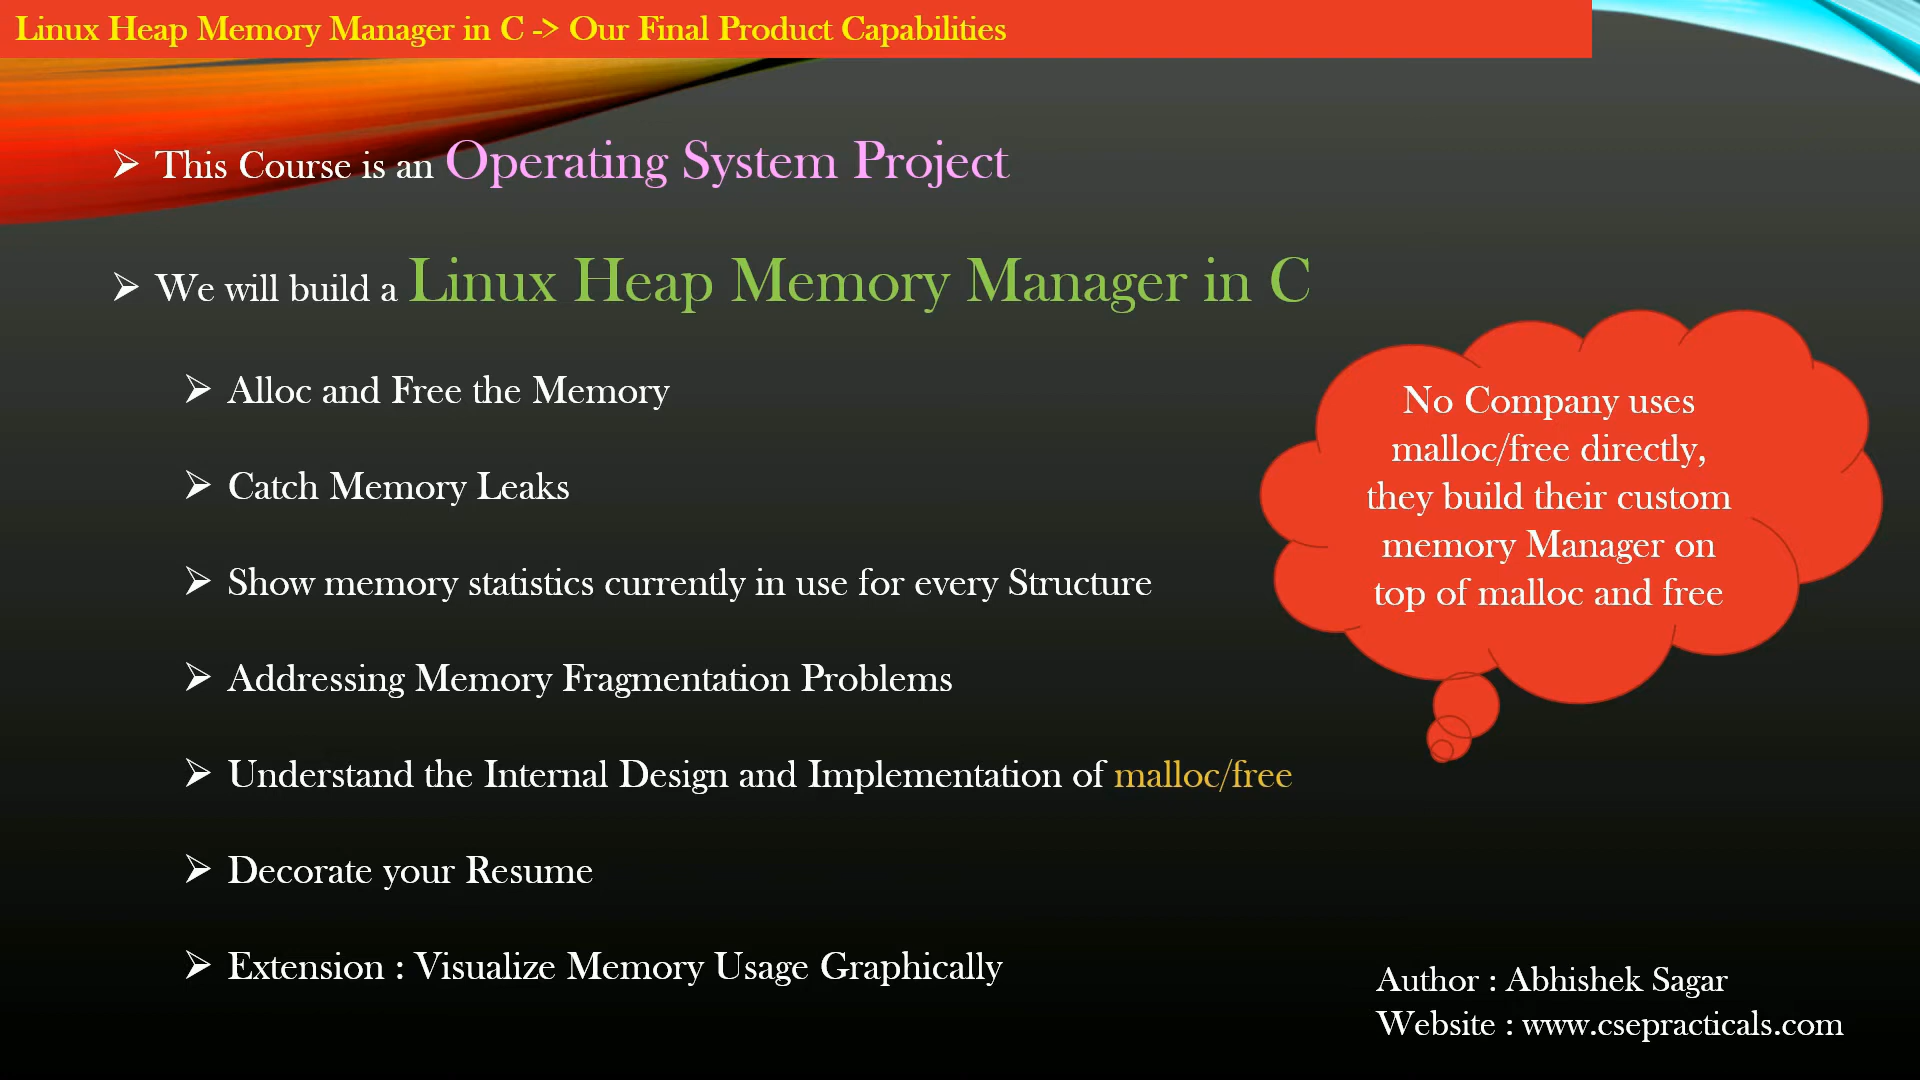 Linux Heap Memory Manager in C -> Our Final Product Capabilities
➢ This Course is an Operating System Project
➢ We will build a Linux Heap Memory Manager in C
➢ Alloc and Free the Memory
➢ Catch Memory Leaks
➢ Show memory statistics currently in use for every Structure
➢ Addressing Memory Fragmentation Problems
➢ Understand the Internal Design and Implementation of malloc/free
➢ Decorate your Resume
➢ Extension : Visualize Memory Usage Graphically
No Company uses
malloc/free directly,
they build their custom
memory Manager on
top of malloc and free
Author : Abhishek Sagar
Website : www.csepracticals.com